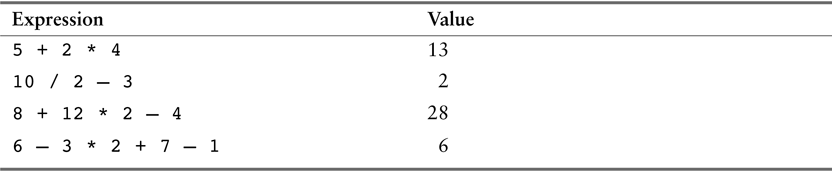 Expression Value
5 + 2 * 4 13
10 / 2 – 3 2
8 + 12 * 2 – 4 28
6 – 3 * 2 + 7 – 1 6